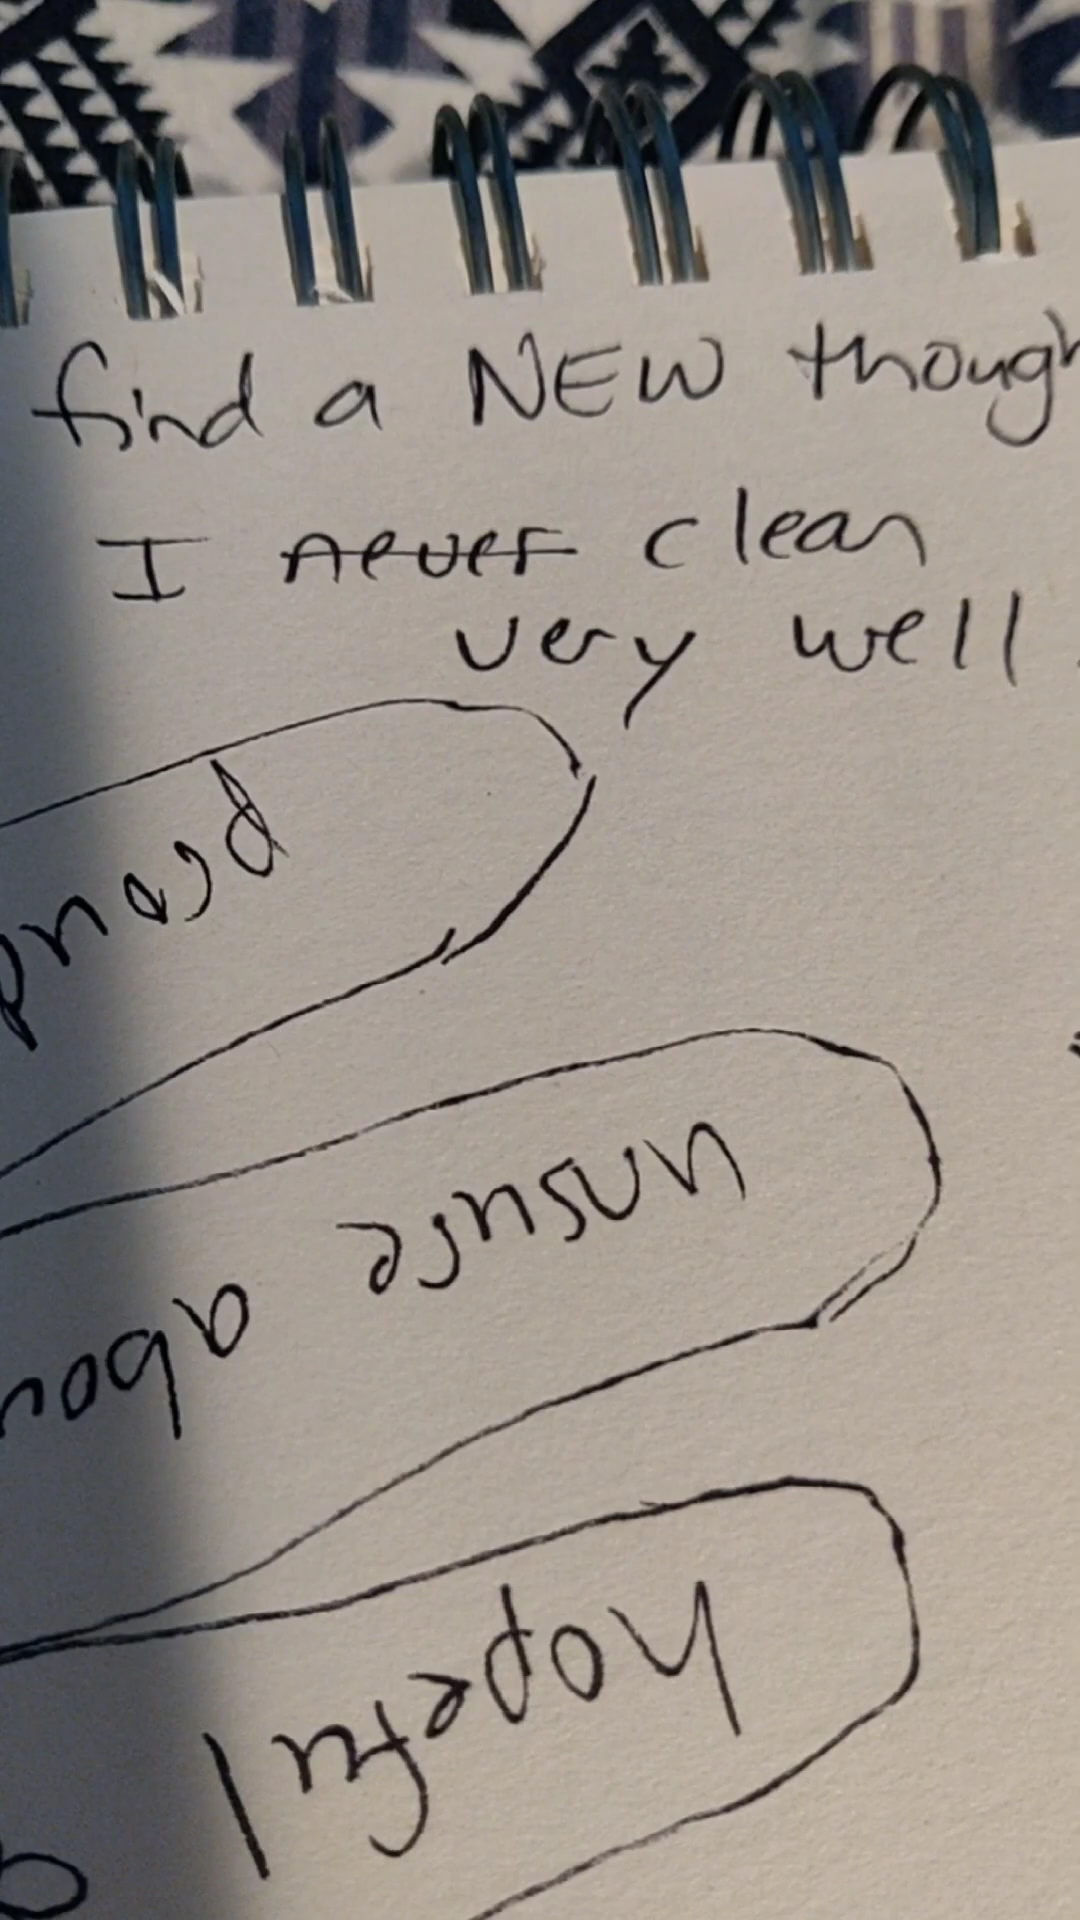 find a NEW though
I never clean
very well.
proud
unsure abou
hopeful